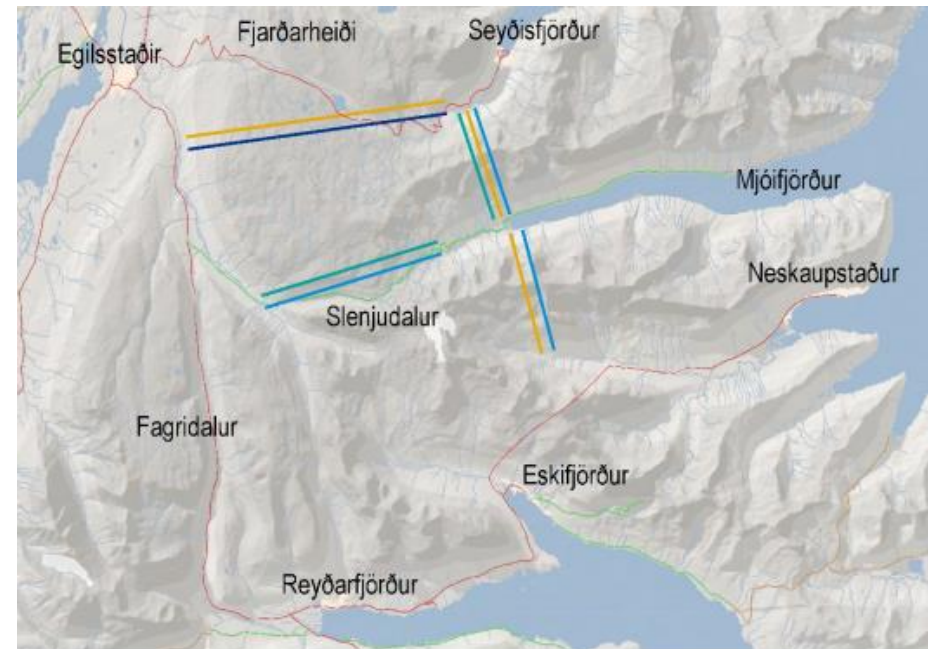 Fjarðarheiði
Seyðisfjörður
Egilsstaðir
Mjóifjörður
Neskaupstaður
Slenjudalur
Fagridalur
Eskifjörður
Reyðarfjörður